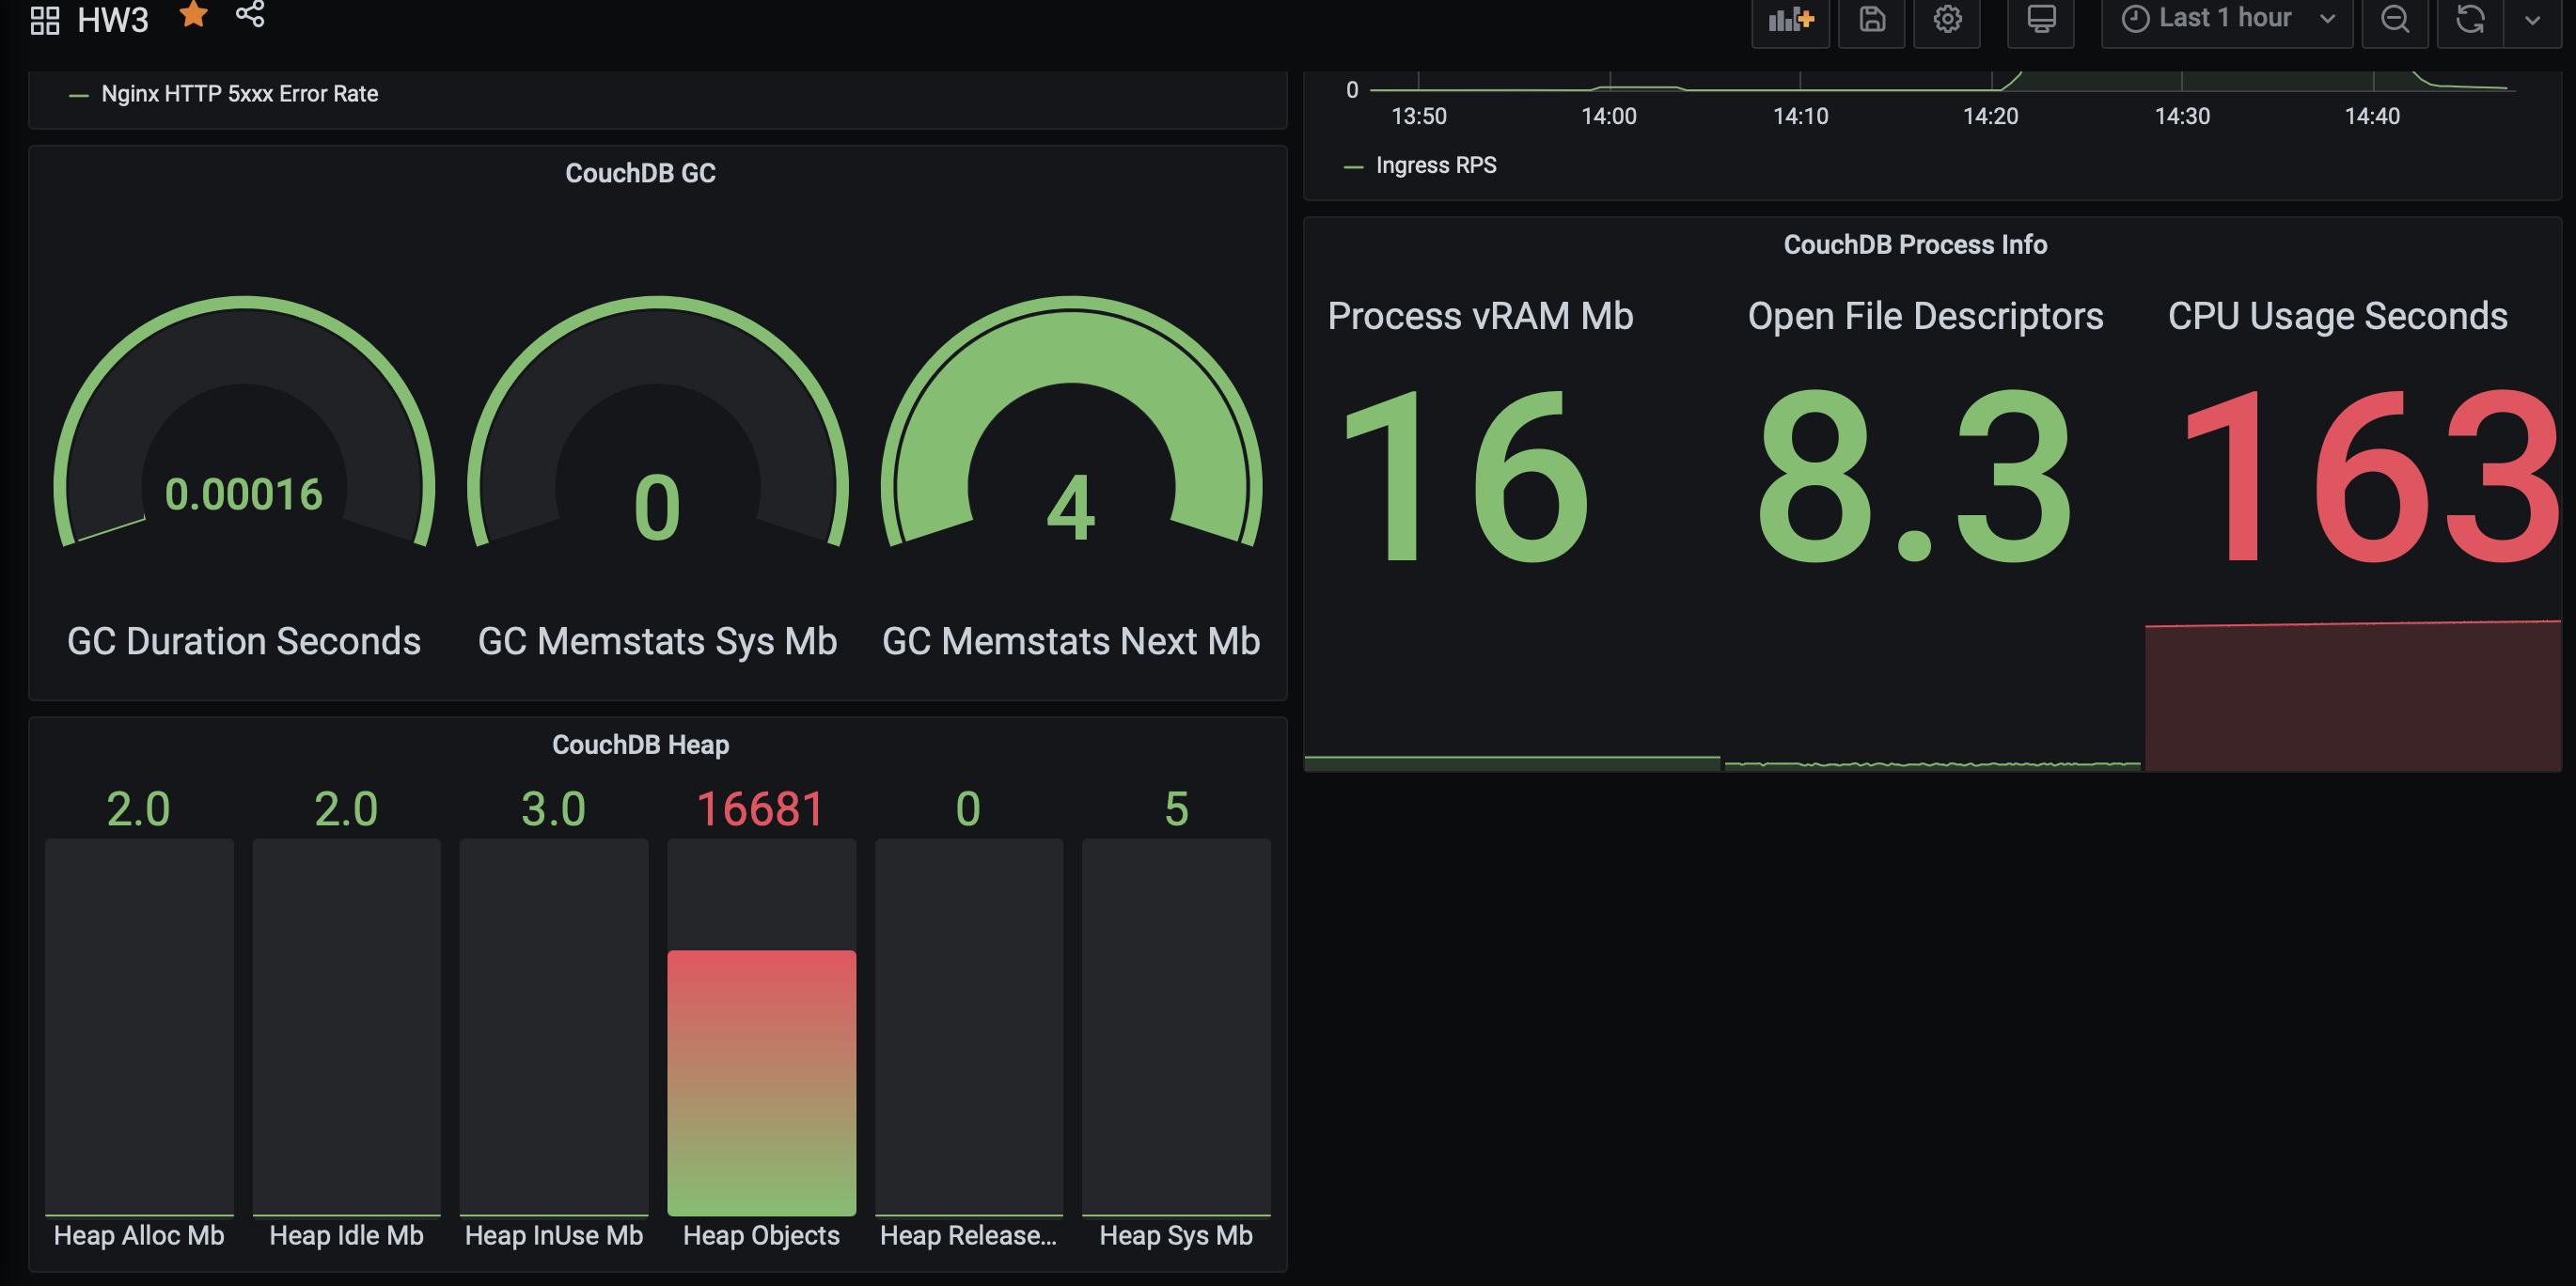 HW3
Last 1 hour
Nginx HTTP 5xxx Error Rate
0
13:50 14:00 14:10 14:20 14:30 14:40
Ingress RPS
CouchDB GC
0.00016 0 4
GC Duration Seconds GC Memstats Sys Mb GC Memstats Next Mb
CouchDB Process Info
Process vRAM Mb Open File Descriptors CPU Usage Seconds
16 8.3 163
CouchDB Heap
2.0 2.0 3.0 16681 0 5
Heap Alloc Mb Heap Idle Mb Heap InUse Mb Heap Objects Heap Release... Heap Sys Mb